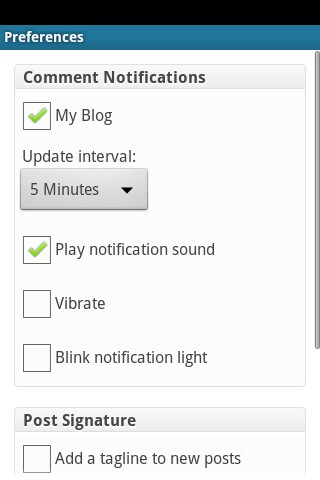 Preferences
Comment Notifications
My Blog
Update interval:
5 Minutes
Play notification sound
Vibrate
Blink notification light
Post Signature
Add a tagline to new posts